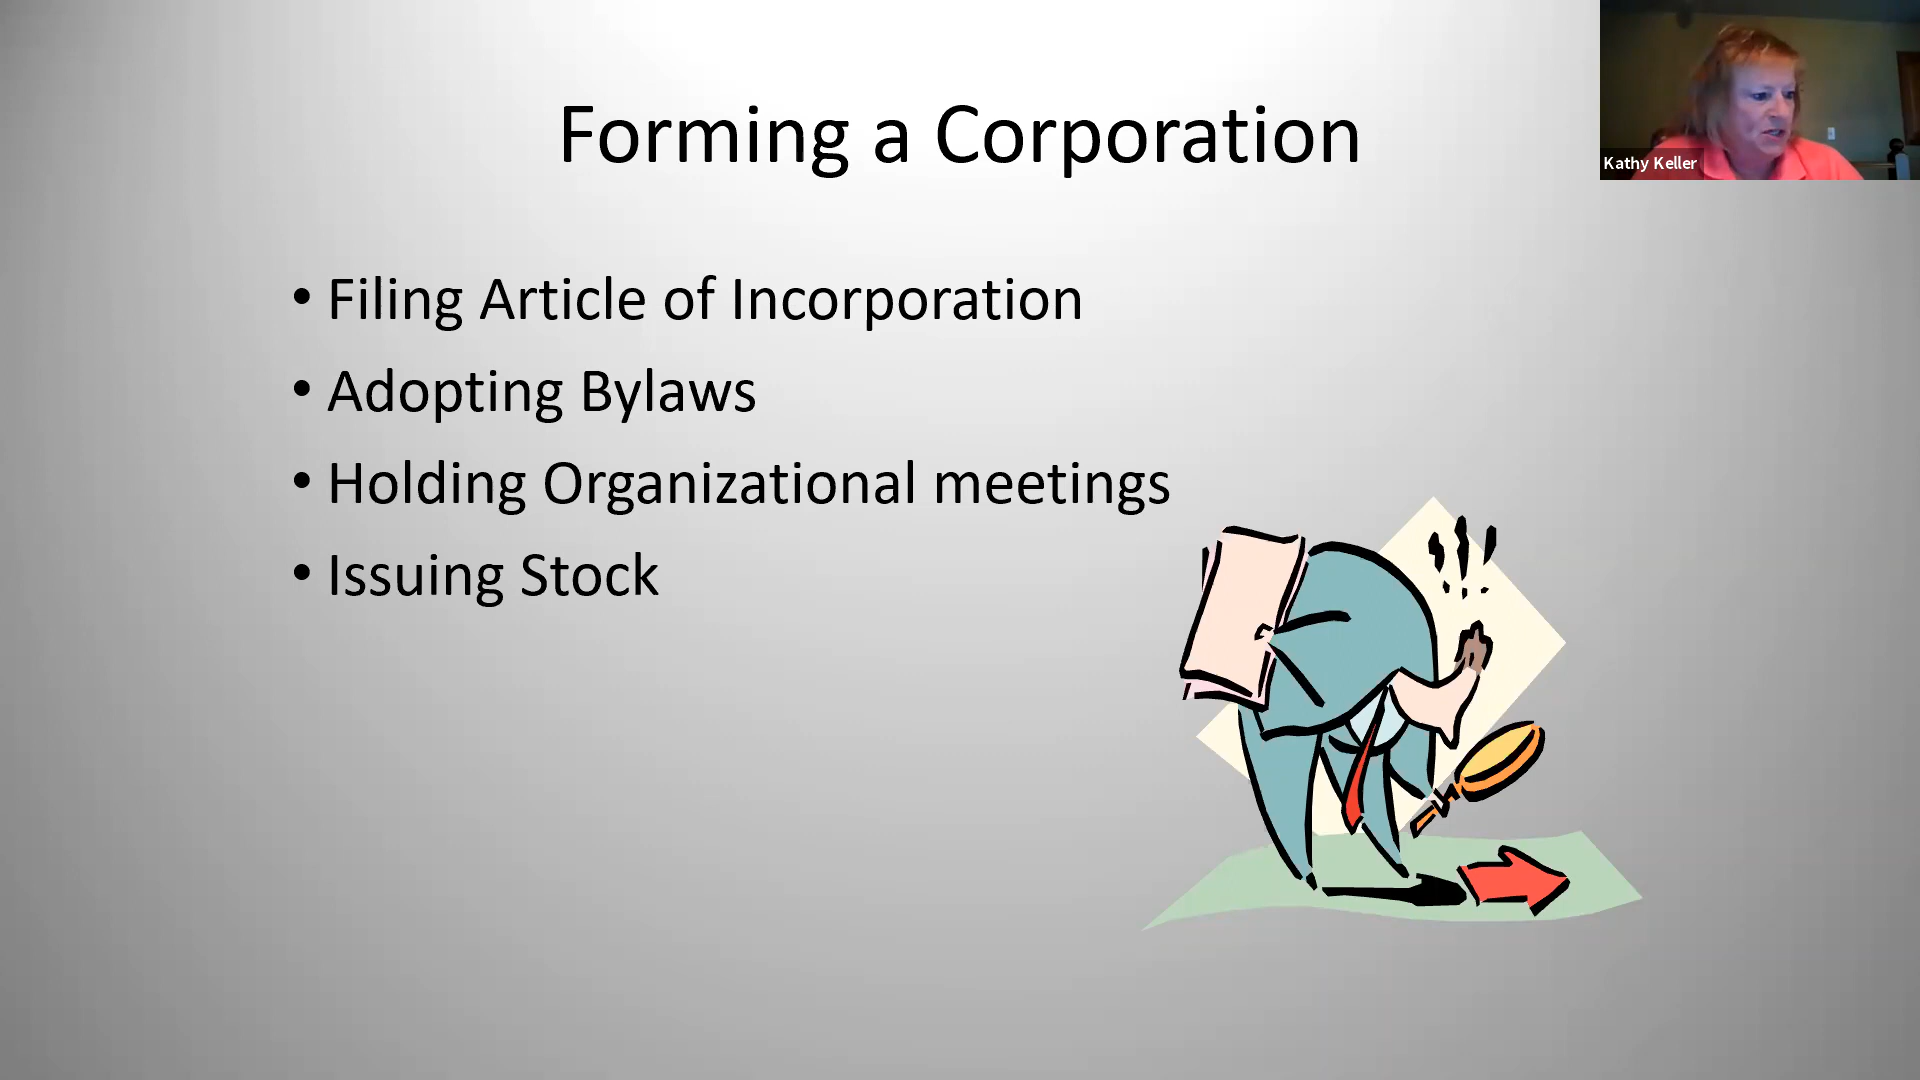 Forming a Corporation
Kathy Keller
• Filing Article of Incorporation
• Adopting Bylaws
• Holding Organizational meetings
• Issuing Stock